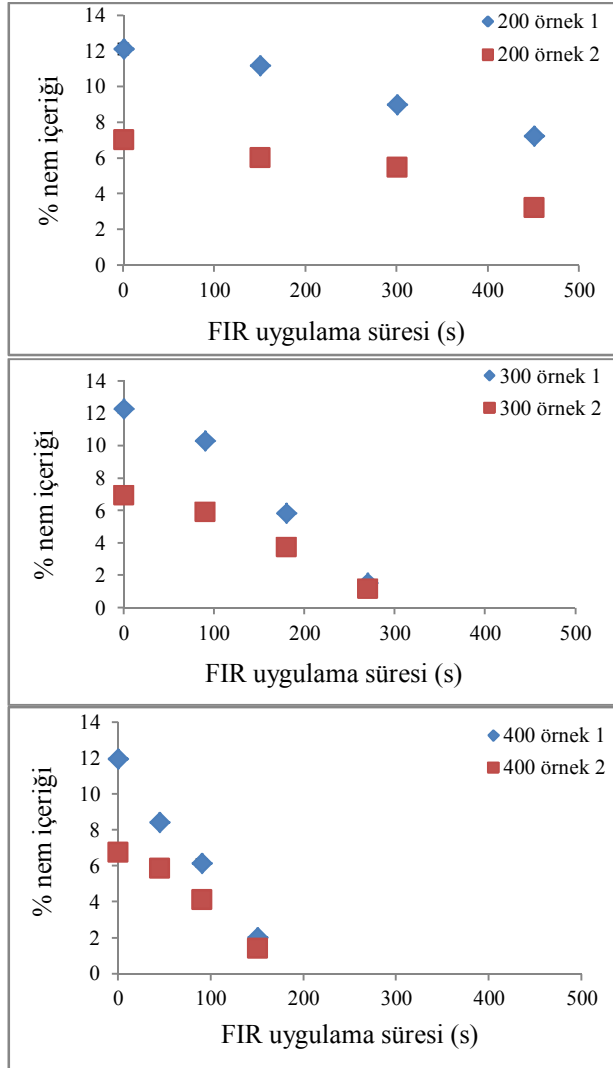 14
12
10
8
6
4
2
0
% nem içeriği
200 örnek 1
200 örnek 2
0 100 200 300 400 500
FIR uygulama süresi (s)
14
12
10
8
6
4
2
0
% nem içeriği
300 örnek 1
300 örnek 2
0 100 200 300 400 500
FIR uygulama süresi (s)
14
12
10
8
6
4
2
0
% nem içeriği
400 örnek 1
400 örnek 2
0 100 200 300 400 500
FIR uygulama süresi (s)